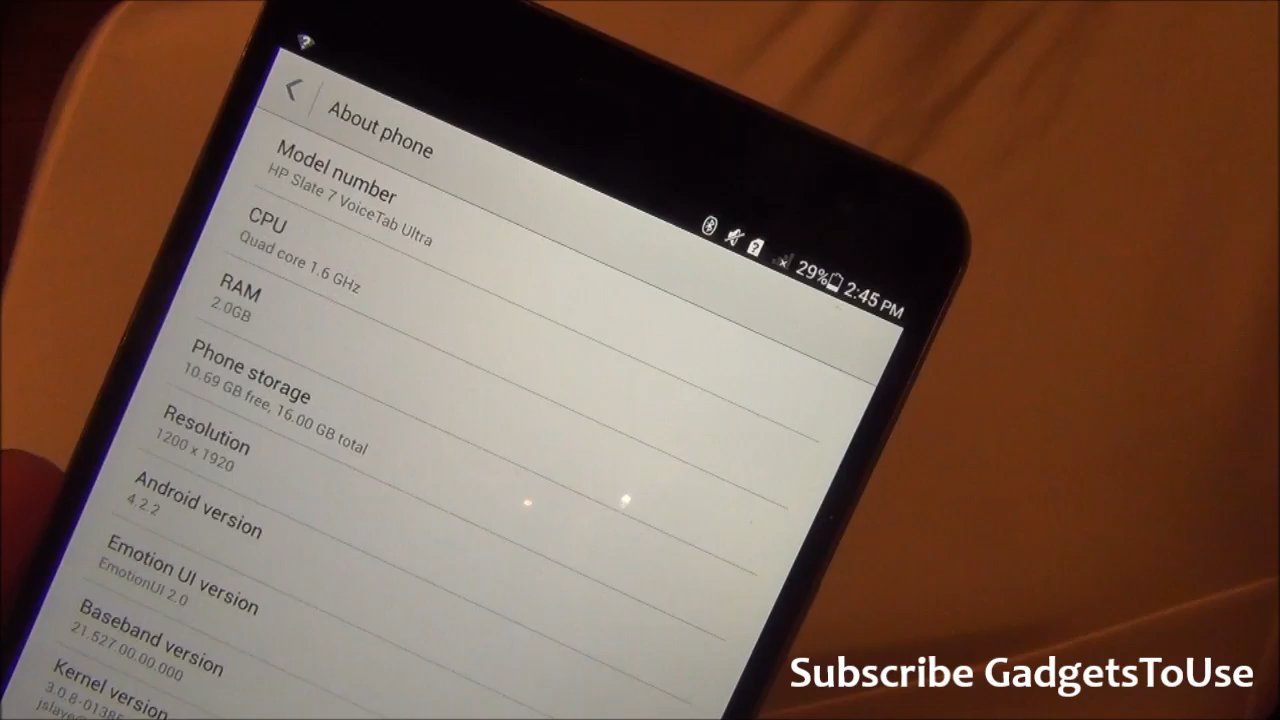 About phone
29% 2:45 PM
Model number
HP Slate 7 VoiceTab Ultra
CPU
Quad core 1.6 GHz
RAM
2.0GB
Phone storage
10.69 GB free, 16.00 GB total
Resolution
1200 x 1920
Android version
4.2.2
Emotion UI version
EmotionUI 2.0
Baseband version
21.527.00.00.000
Kernel version
Subscribe GadgetsToUse